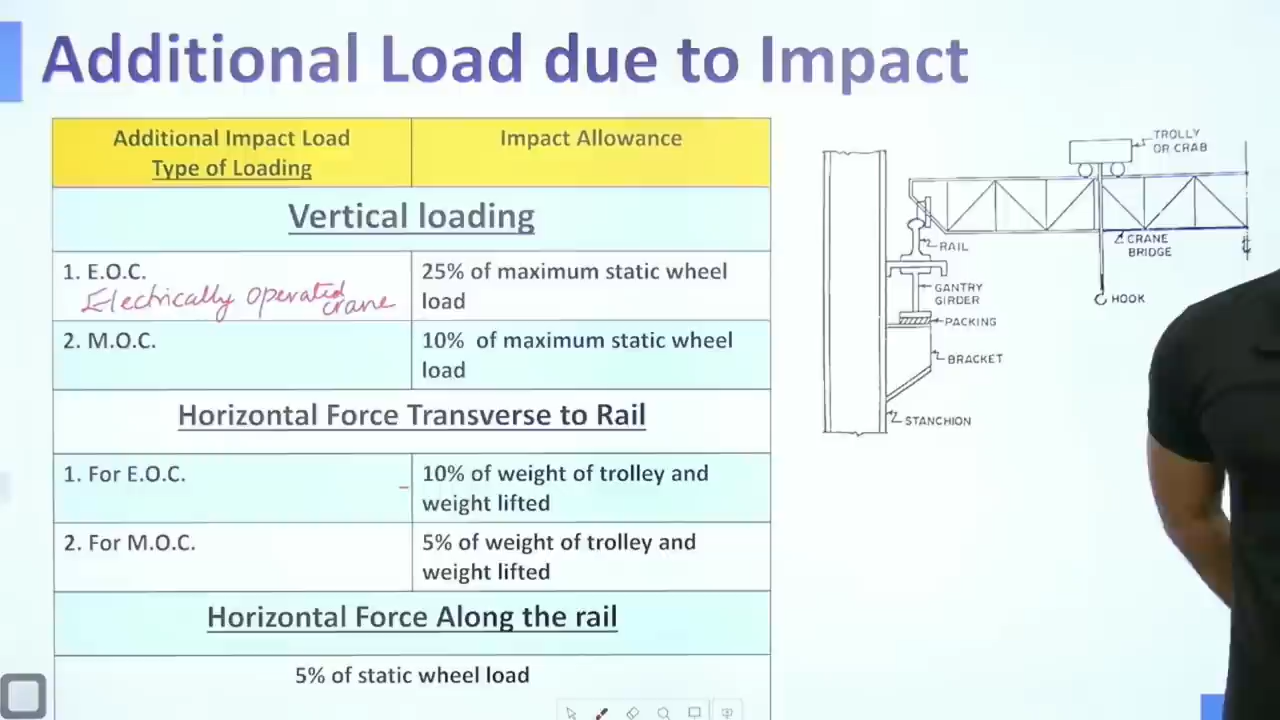 Additional Load due to Impact
Additional Impact Load
Type of Loading
Impact Allowance
Vertical loading
1. E.O.C.
Electrically Operated
crane
25% of maximum static wheel
load
2. M.O.C.
10% of maximum static wheel
load
Horizontal Force Transverse to Rail
1. For E.O.C.
10% of weight of trolley and
weight lifted
2. For M.O.C.
5% of weight of trolley and
weight lifted
Horizontal Force Along the rail
5% of static wheel load
TROLLY
OR CRAB
RAIL
CRANE
BRIDGE
GANTRY
GIRDER
HOOK
PACKING
BRACKET
STANCHION